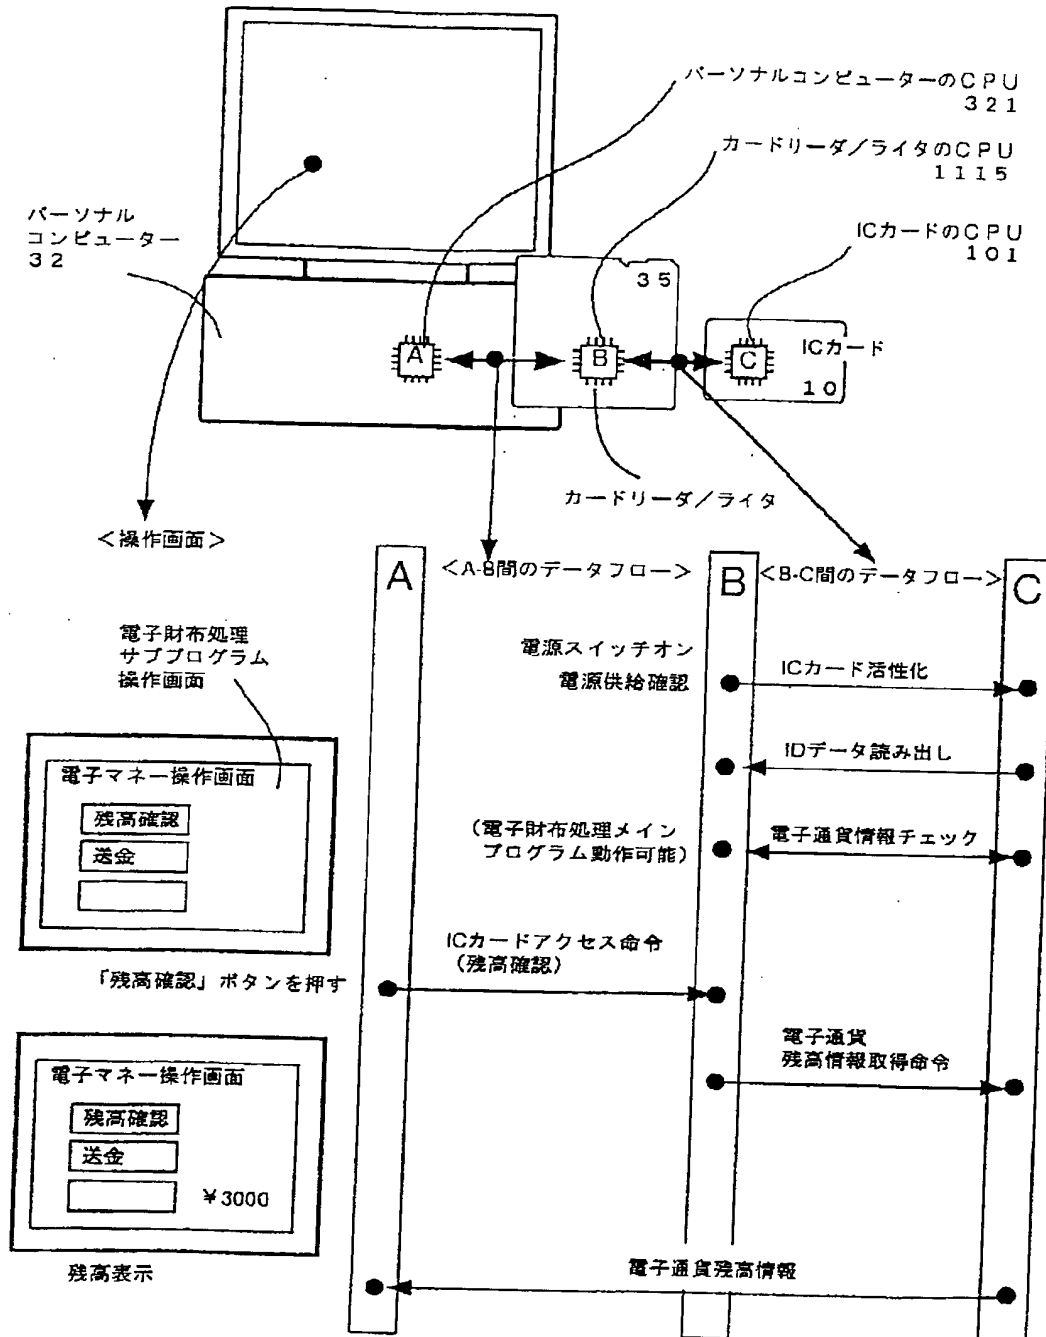 パーソナルコンピューターのCPU
321
カードリーダ/ライタのCPU
1115
パーソナル
コンピューター
32
ICカードのCPU
101
35
A
B
C
ICカード
10
カードリーダ/ライタ
<操作画面>
A
<A-B間のデータフロー>
B
<B-C間のデータフロー>
C
電子財布処理
サブプログラム
操作画面
電源スイッチオン
電源供給確認
ICカード活性化
IDデータ読み出し
電子マネー操作画面
残高確認
送金
(電子財布処理メイン
プログラム動作可能)
電子通貨情報チェック
ICカードアクセス命令
(残高確認)
「残高確認」ボタンを押す
電子通貨
残高情報取得命令
電子マネー操作画面
残高確認
送金
¥3000
残高表示
電子通貨残高情報